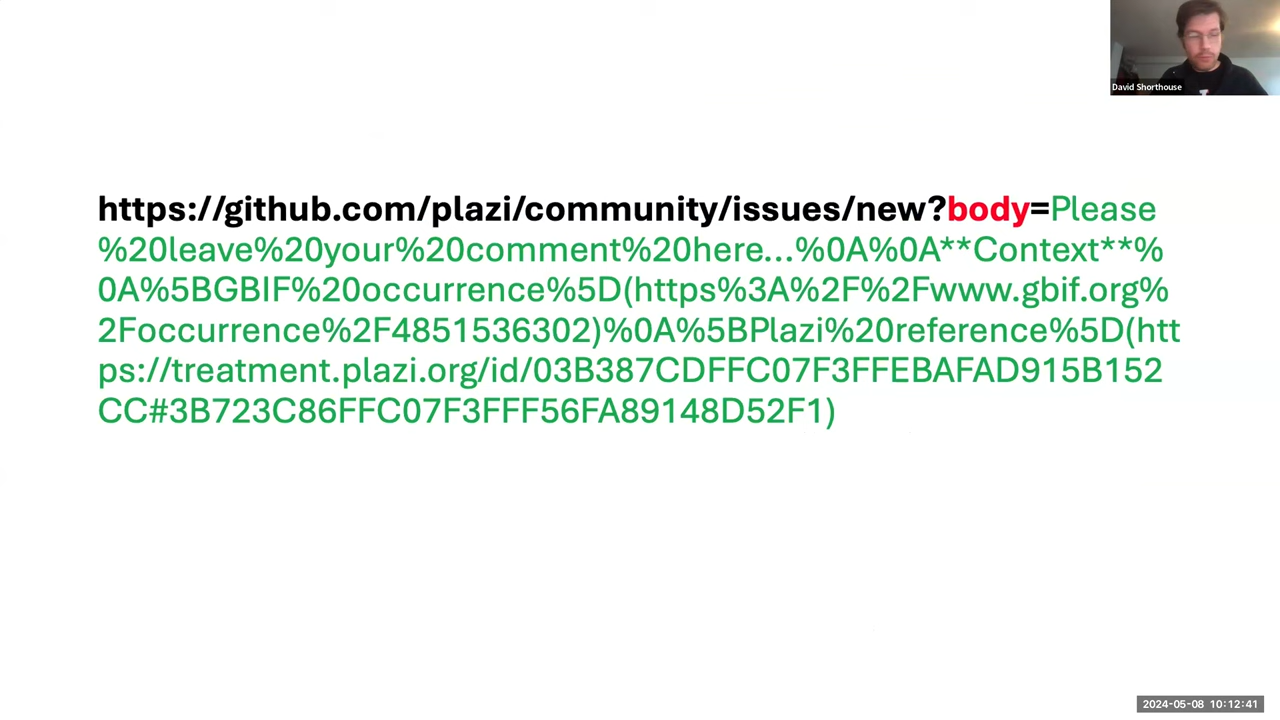 David Shorthouse
https://github.com/plazi/community/issues/new?body=Please
%20leave%20your%20comment%20here...%0A%0A**Context**%
0A%5BGBIF%20occurrence%5D(https%3A%2F%2Fwww.gbif.org%
2Foccurrence%2F4851536302)%0A%5BPlazi%20reference%5D(htt
ps://treatment.plazi.org/id/03B387CDFFC07F3FFEBAFAD915B152
CC#3B723C86FFC07F3FFF56FA89148D52F1)
2024-05-08 10:12:41